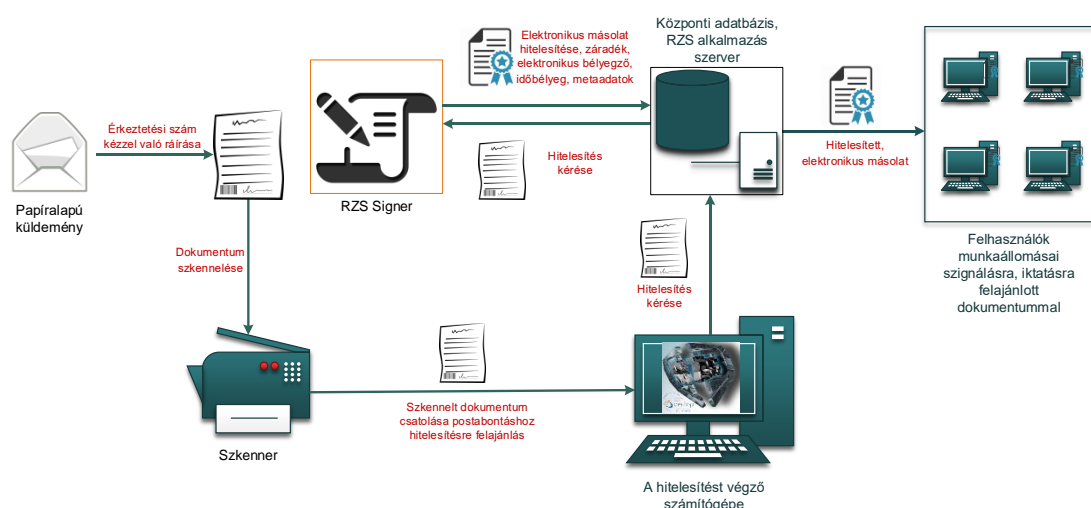 Papíralapú
küldemény
Érkeztetési szám
kézzel való ráírása
Dokumentum
szkennelése
Szkenner
Szkennelt dokumentum
csatolása postabontáshoz
hitelesítésre felajánlás
A hitelesítést végző
számítógépe
Hitelesítés
kérése
Központi adatbázis,
RZS alkalmazás
szerver
Hitelesítés
kérése
RZS Signer
Elektronikus másolat
hitelesítése, záradék,
elektronikus bélyegző,
időbélyeg, metaadatok
Hitelesített,
elektronikus másolat
Felhasználók
munkaállomásai
szignálásra, iktatásra
felajánlott
dokumentummal